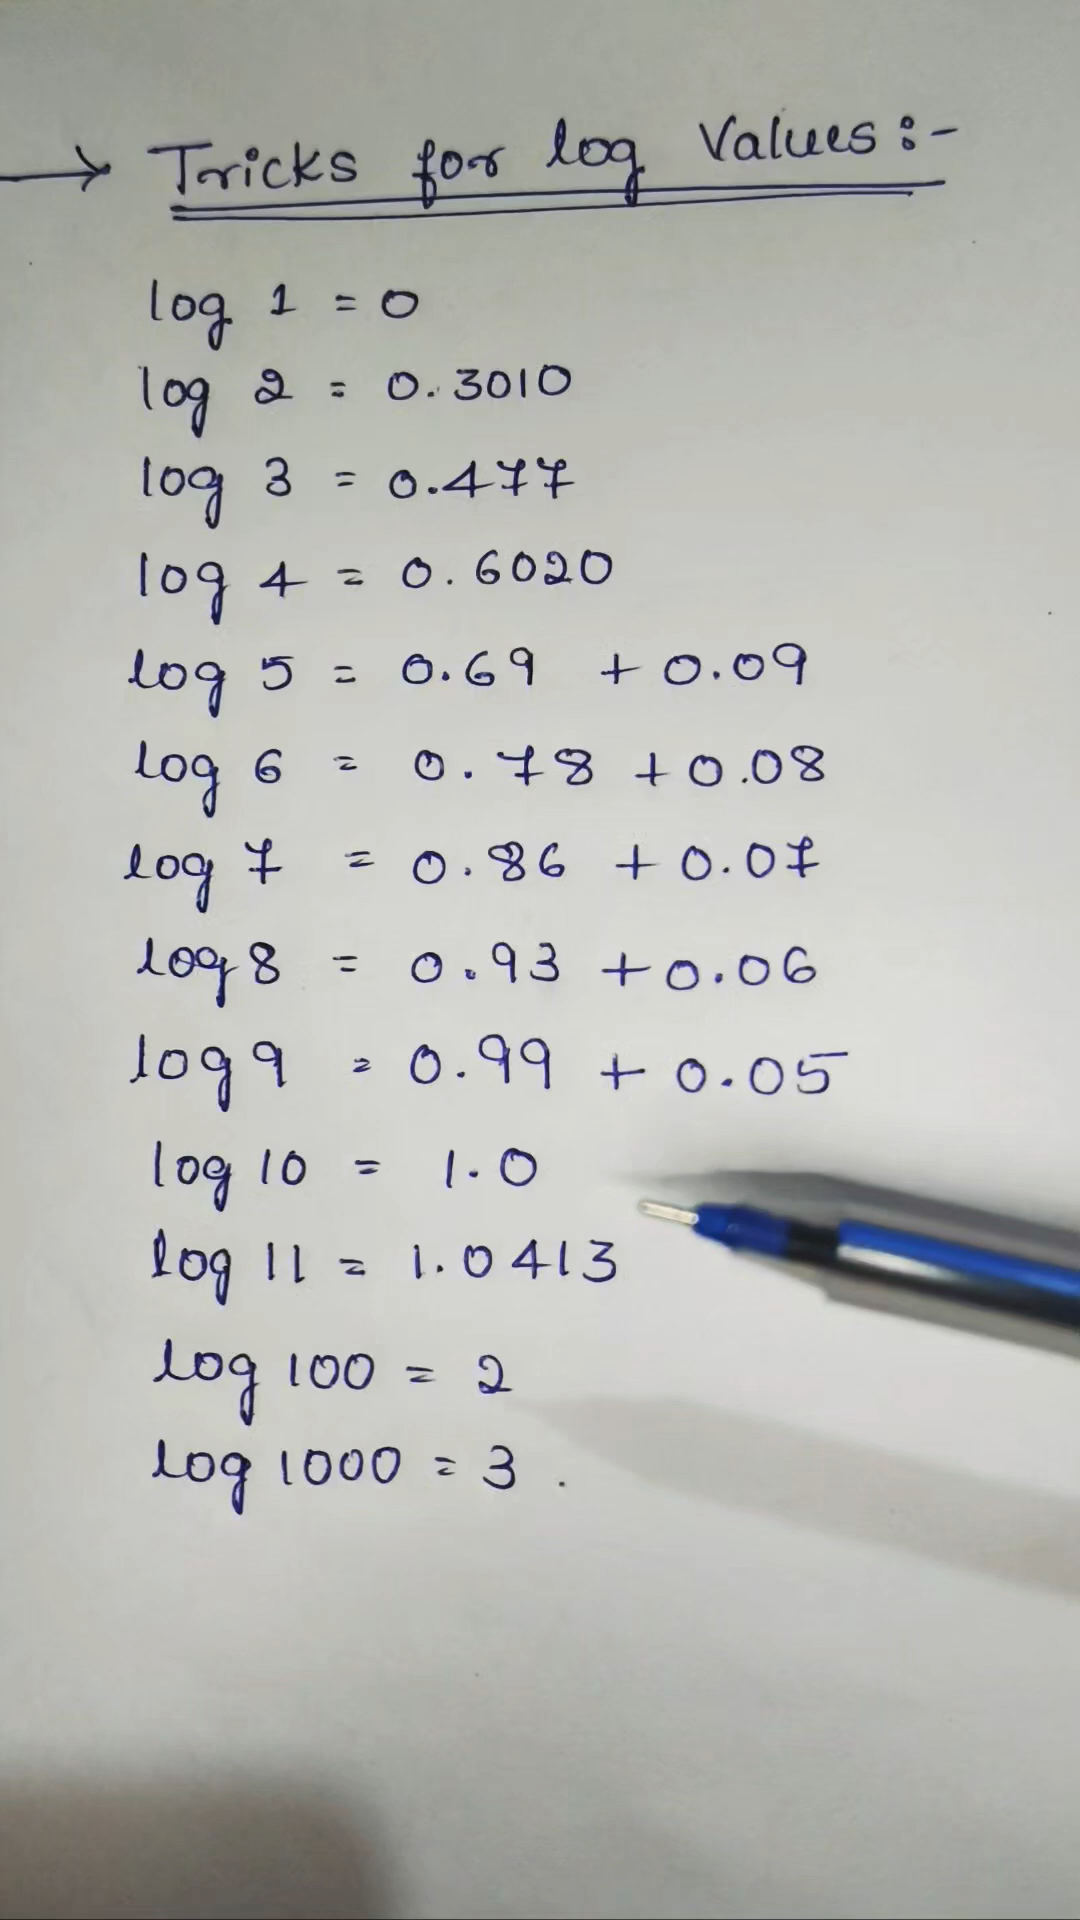 → Tricks for log Values:-
log 1 = 0
log 2 = 0.3010
log 3 = 0.477
log 4 = 0.6020
log 5 = 0.69 + 0.09
log 6 = 0.78 + 0.08
log 7 = 0.86 + 0.07
log 8 = 0.93 + 0.06
log 9 = 0.99 + 0.05
log 10 = 1.0
log 11 = 1.0413
log 100 = 2
log 1000 = 3.